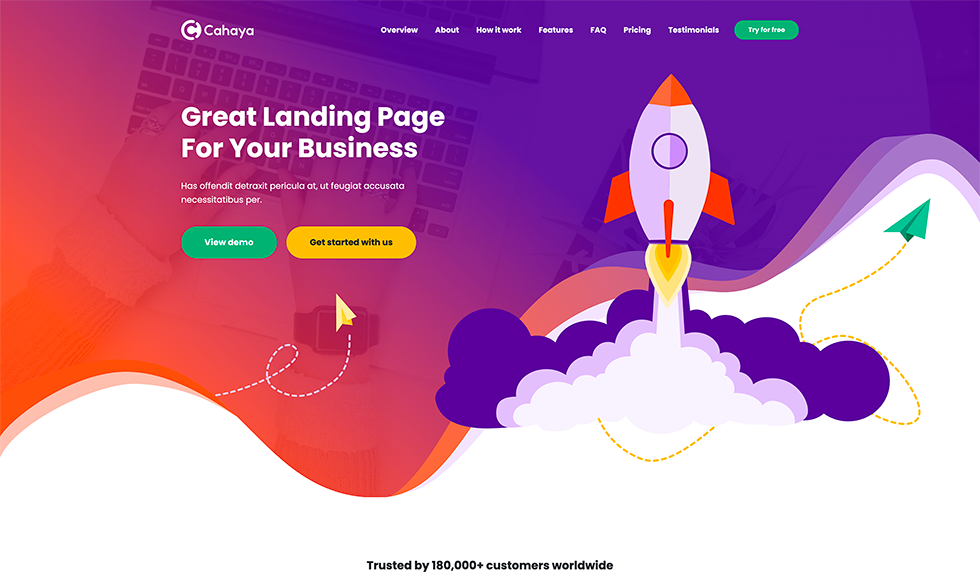 Cahaya
Overview About How it work Features FAQ Pricing Testimonials Try for free
Great Landing Page
For Your Business
Has offendit detraxit pericula at, ut feugiat accusata
necessitatibus per.
View demo Get started with us
Trusted by 180,000+ customers worldwide